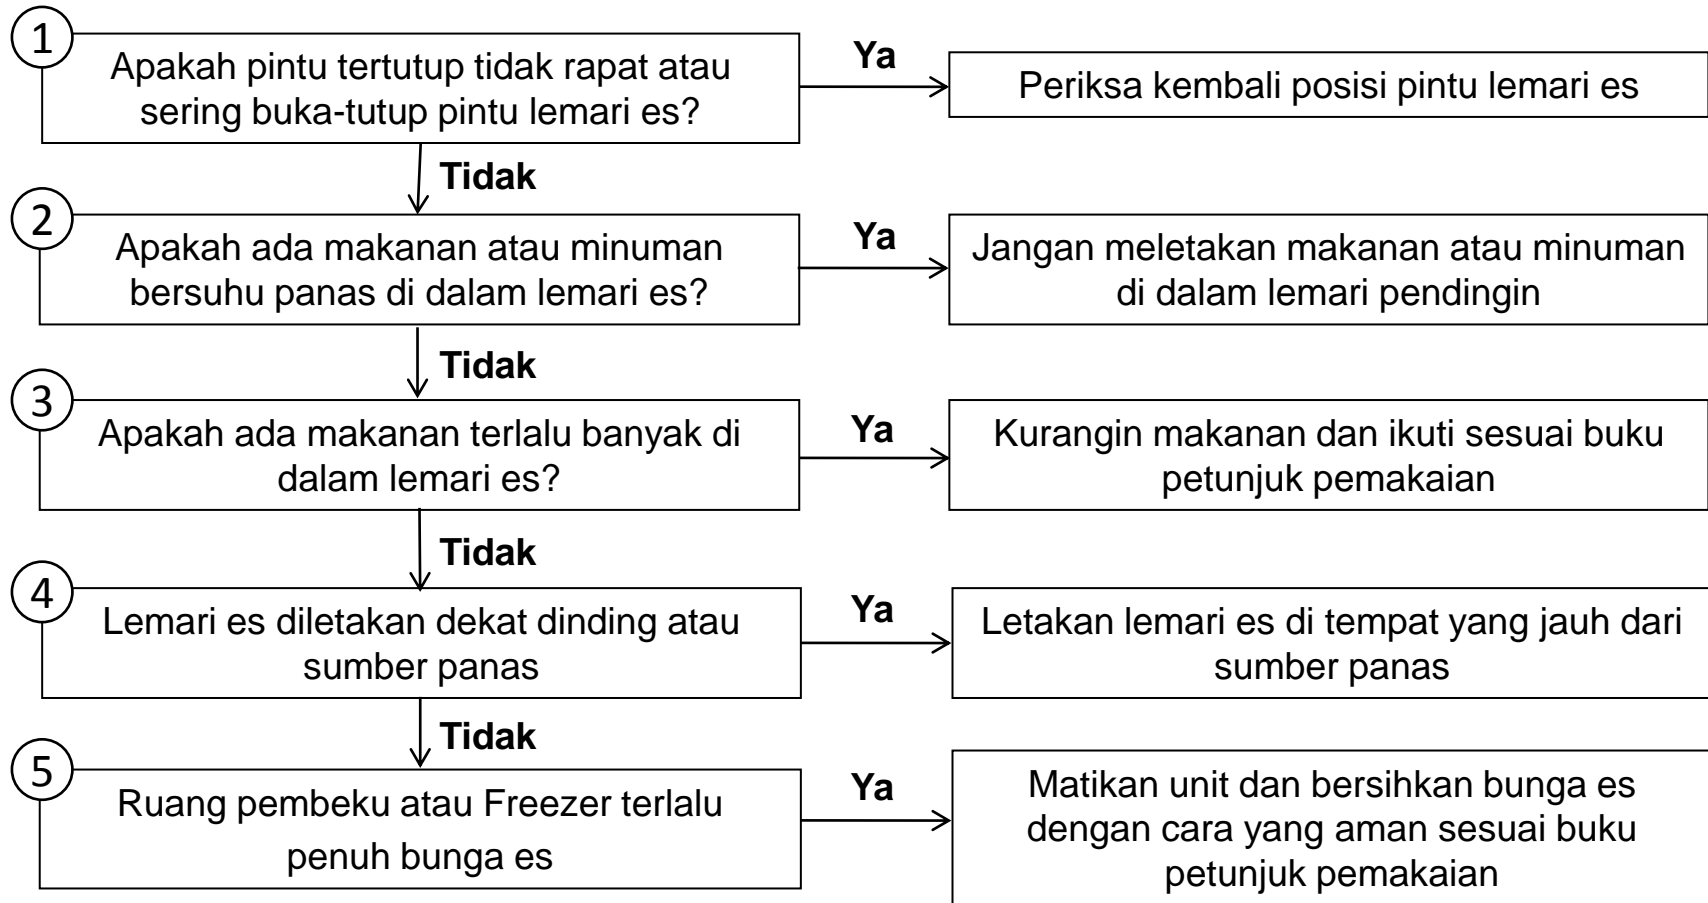 1
Apakah pintu tertutup tidak rapat atau
sering buka-tutup pintu lemari es?
Ya
Periksa kembali posisi pintu lemari es
Tidak
2
Apakah ada makanan atau minuman
bersuhu panas di dalam lemari es?
Ya
Jangan meletakan makanan atau minuman
di dalam lemari pendingin
Tidak
3
Apakah ada makanan terlalu banyak di
dalam lemari es?
Ya
Kurangin makanan dan ikuti sesuai buku
petunjuk pemakaian
Tidak
4
Lemari es diletakan dekat dinding atau
sumber panas
Ya
Letakan lemari es di tempat yang jauh dari
sumber panas
Tidak
5
Ruang pembeku atau Freezer terlalu
penuh bunga es
Ya
Matikan unit dan bersihkan bunga es
dengan cara yang aman sesuai buku
petunjuk pemakaian